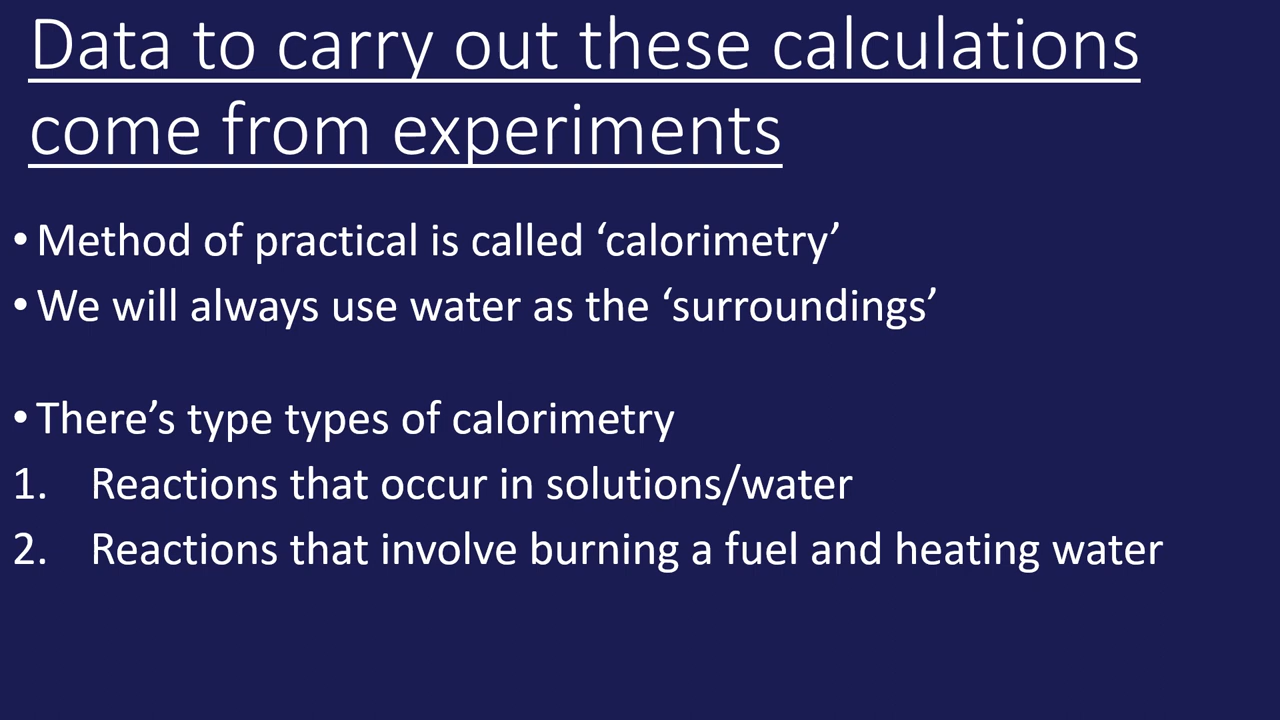 Data to carry out these calculations
come from experiments
• Method of practical is called ‘calorimetry’
• We will always use water as the ‘surroundings’
• There’s type types of calorimetry
1. Reactions that occur in solutions/water
2. Reactions that involve burning a fuel and heating water